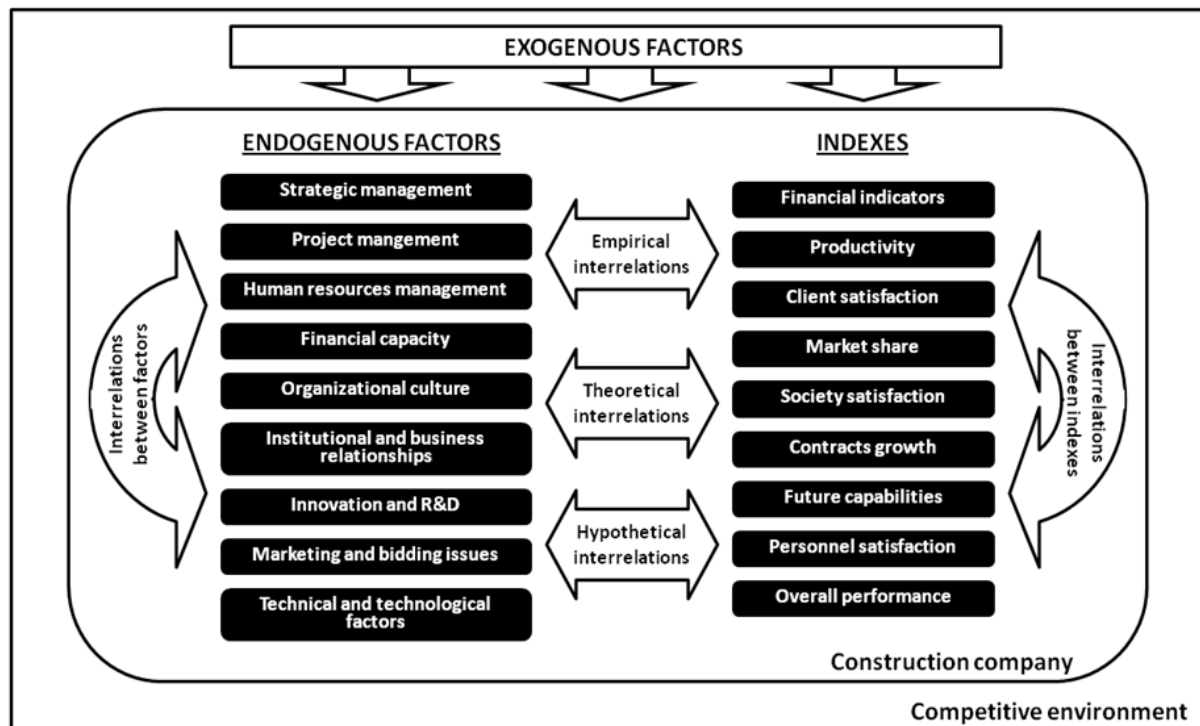 EXOGENOUS FACTORS
ENDOGENOUS FACTORS
Strategic management
Project mangement
Human resources management
Financial capacity
Organizational culture
Institutional and business
relationships
Innovation and R&D
Marketing and bidding issues
Technical and technological
factors
Interrelations
between factors
Empirical
interrelations
Theoretical
interrelations
Hypothetical
interrelations
INDEXES
Financial indicators
Productivity
Client satisfaction
Market share
Society satisfaction
Contracts growth
Future capabilities
Personnel satisfaction
Overall performance
Interrelations
between indexes
Construction company
Competitive environment